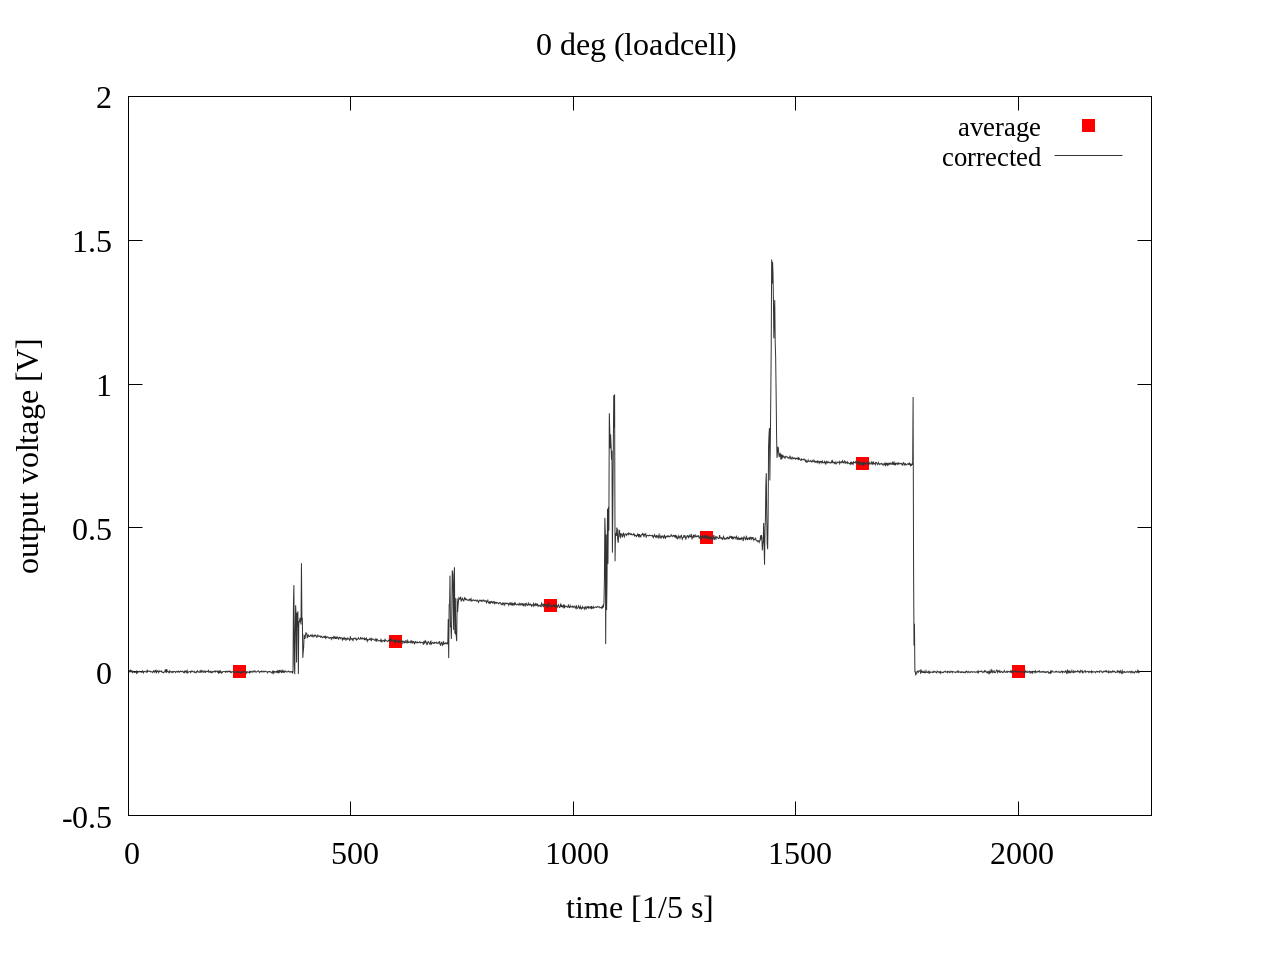 0 deg (loadcell)
average
corrected
output voltage [V]
2
1.5
1
0.5
0
-0.5
0 500 1000 1500 2000
time [1/5 s]